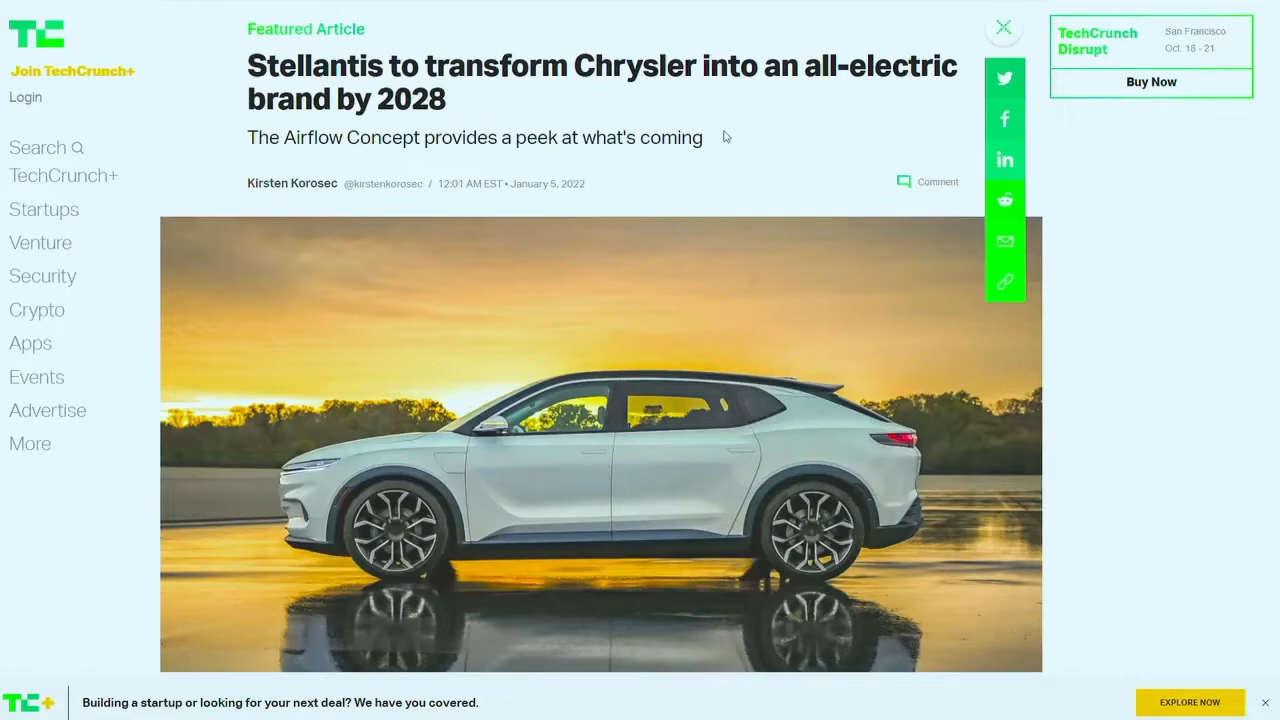 TC
Join TechCrunch+
Login
Search
TechCrunch+
Startups
Venture
Security
Crypto
Apps
Events
Advertise
More
Featured Article
Stellantis to transform Chrysler into an all-electric
brand by 2028
The Airflow Concept provides a peek at what's coming
Kirsten Korosec @kirstenkorosec / 12:01 AM EST • January 5, 2022
Comment
TechCrunch
Disrupt
San Francisco
Oct. 18 - 21
Buy Now
TC+
Building a startup or looking for your next deal? We have you covered.
EXPLORE NOW